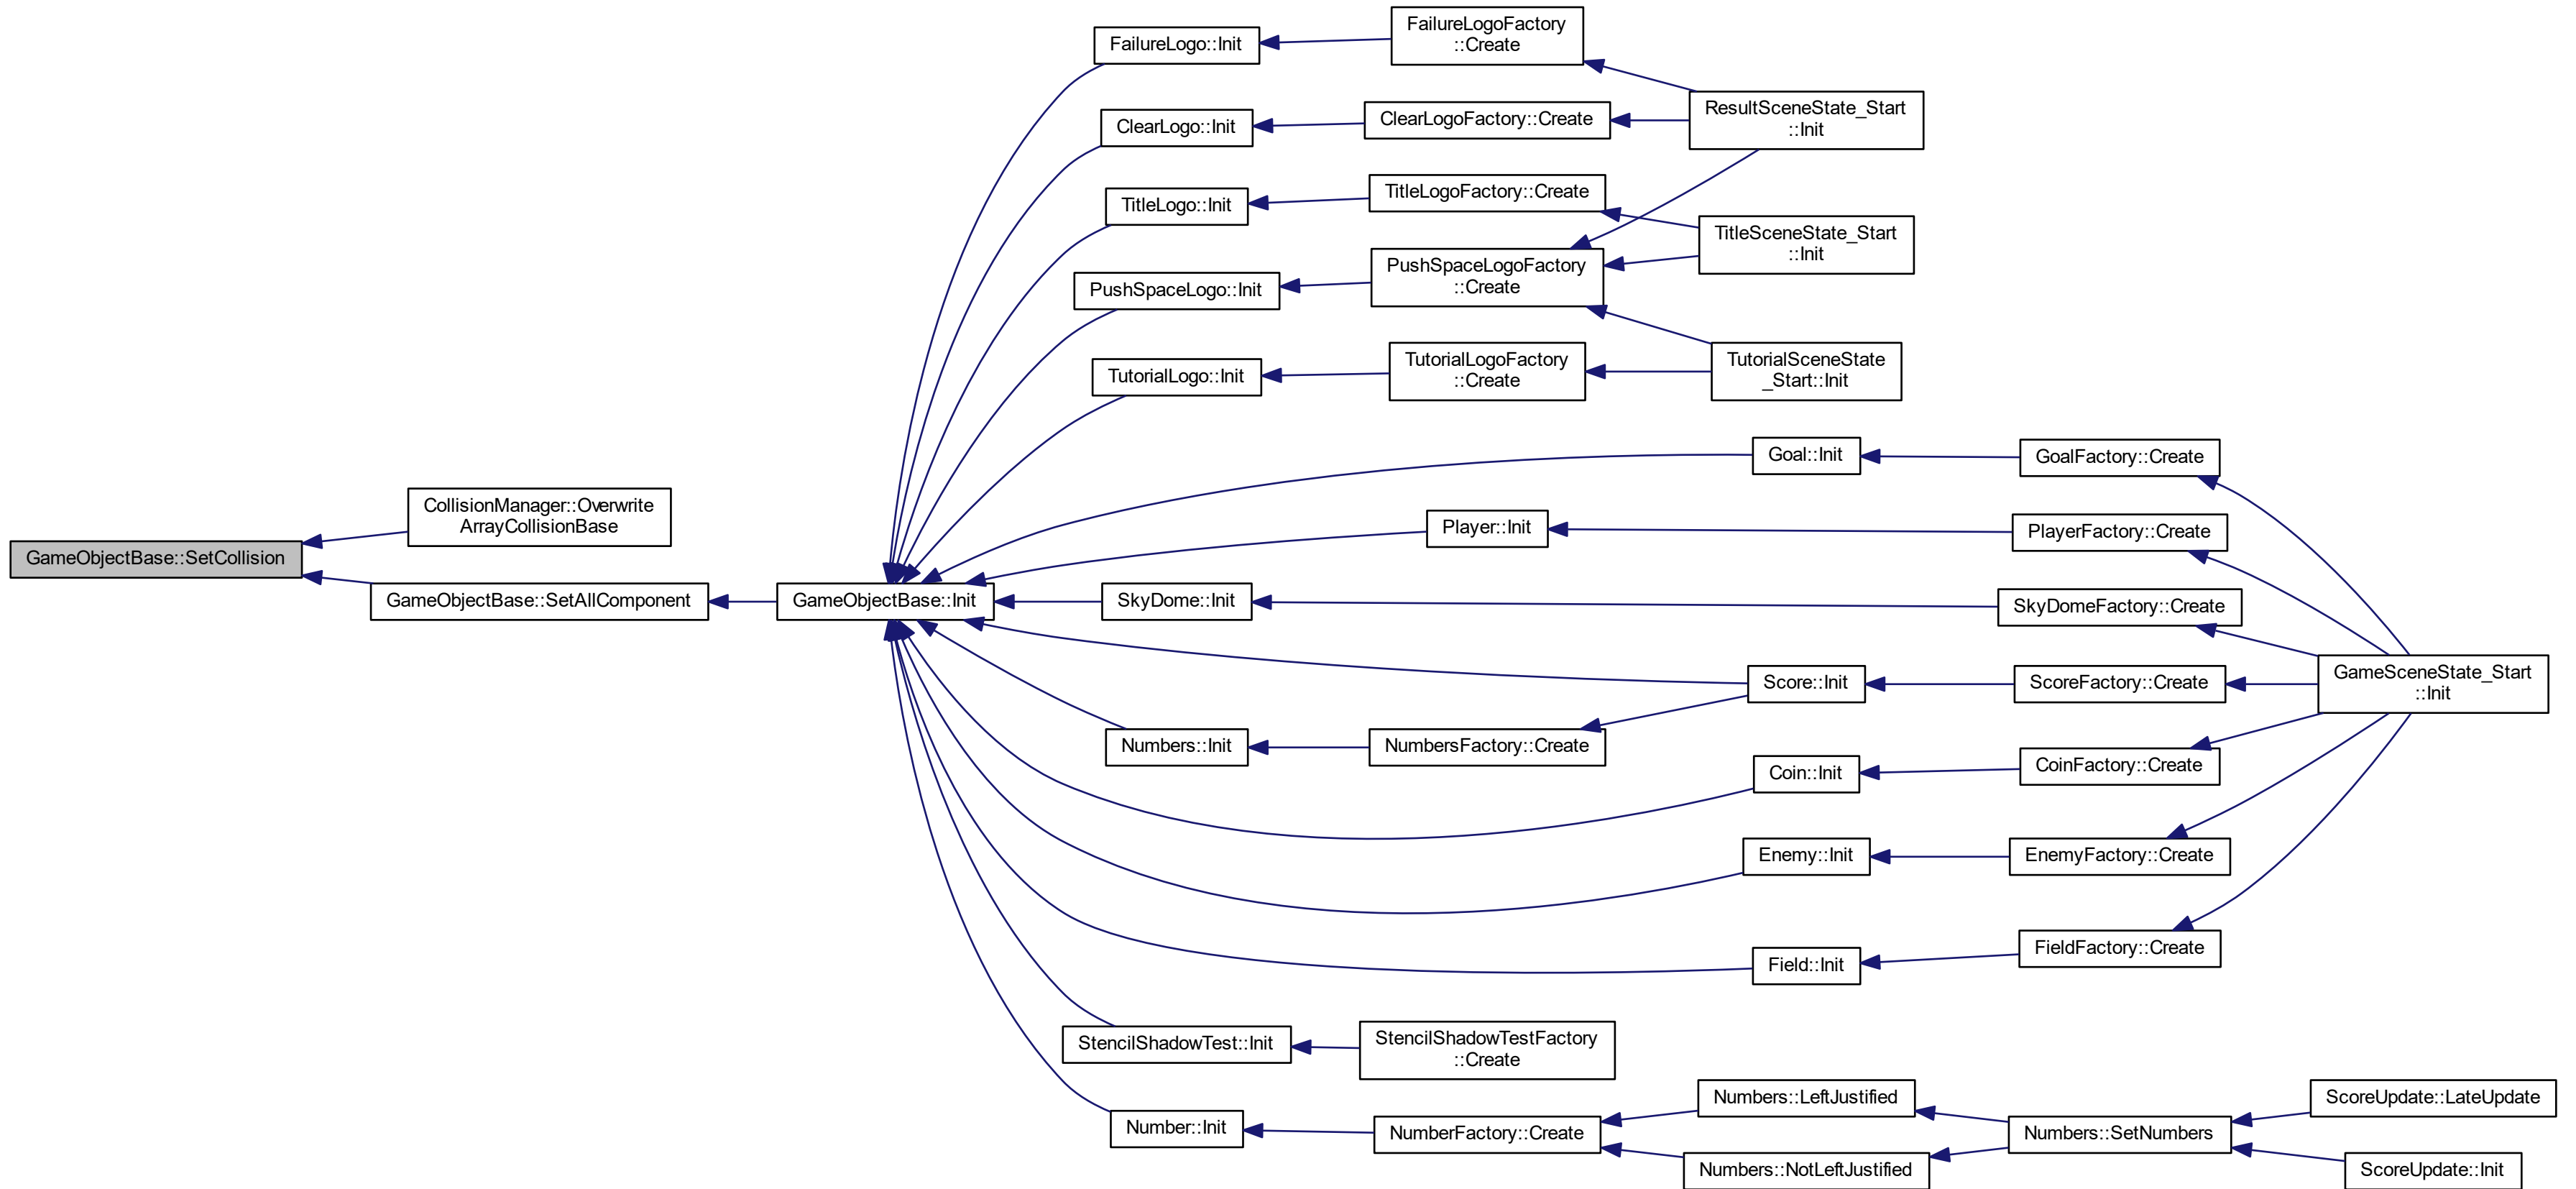 FailureLogo::Init
FailureLogoFactory
::Create
ClearLogo::Init
ClearLogoFactory::Create
ResultSceneState_Start
::Init
TitleLogo::Init
TitleLogoFactory::Create
TitleSceneState_Start
::Init
PushSpaceLogo::Init
PushSpaceLogoFactory
::Create
TutorialLogo::Init
TutorialLogoFactory
::Create
TutorialSceneState
_Start::Init
Goal::Init
GoalFactory::Create
CollisionManager::Overwrite
ArrayCollisionBase
Player::Init
PlayerFactory::Create
GameObjectBase::SetCollision
GameObjectBase::SetAllComponent
GameObjectBase::Init
SkyDome::Init
SkyDomeFactory::Create
Score::Init
ScoreFactory::Create
GameSceneState_Start
::Init
Numbers::Init
NumbersFactory::Create
Coin::Init
CoinFactory::Create
Enemy::Init
EnemyFactory::Create
Field::Init
FieldFactory::Create
StencilShadowTest::Init
StencilShadowTestFactory
::Create
Number::Init
NumberFactory::Create
Numbers::LeftJustified
Numbers::NotLeftJustified
Numbers::SetNumbers
ScoreUpdate::LateUpdate
ScoreUpdate::Init